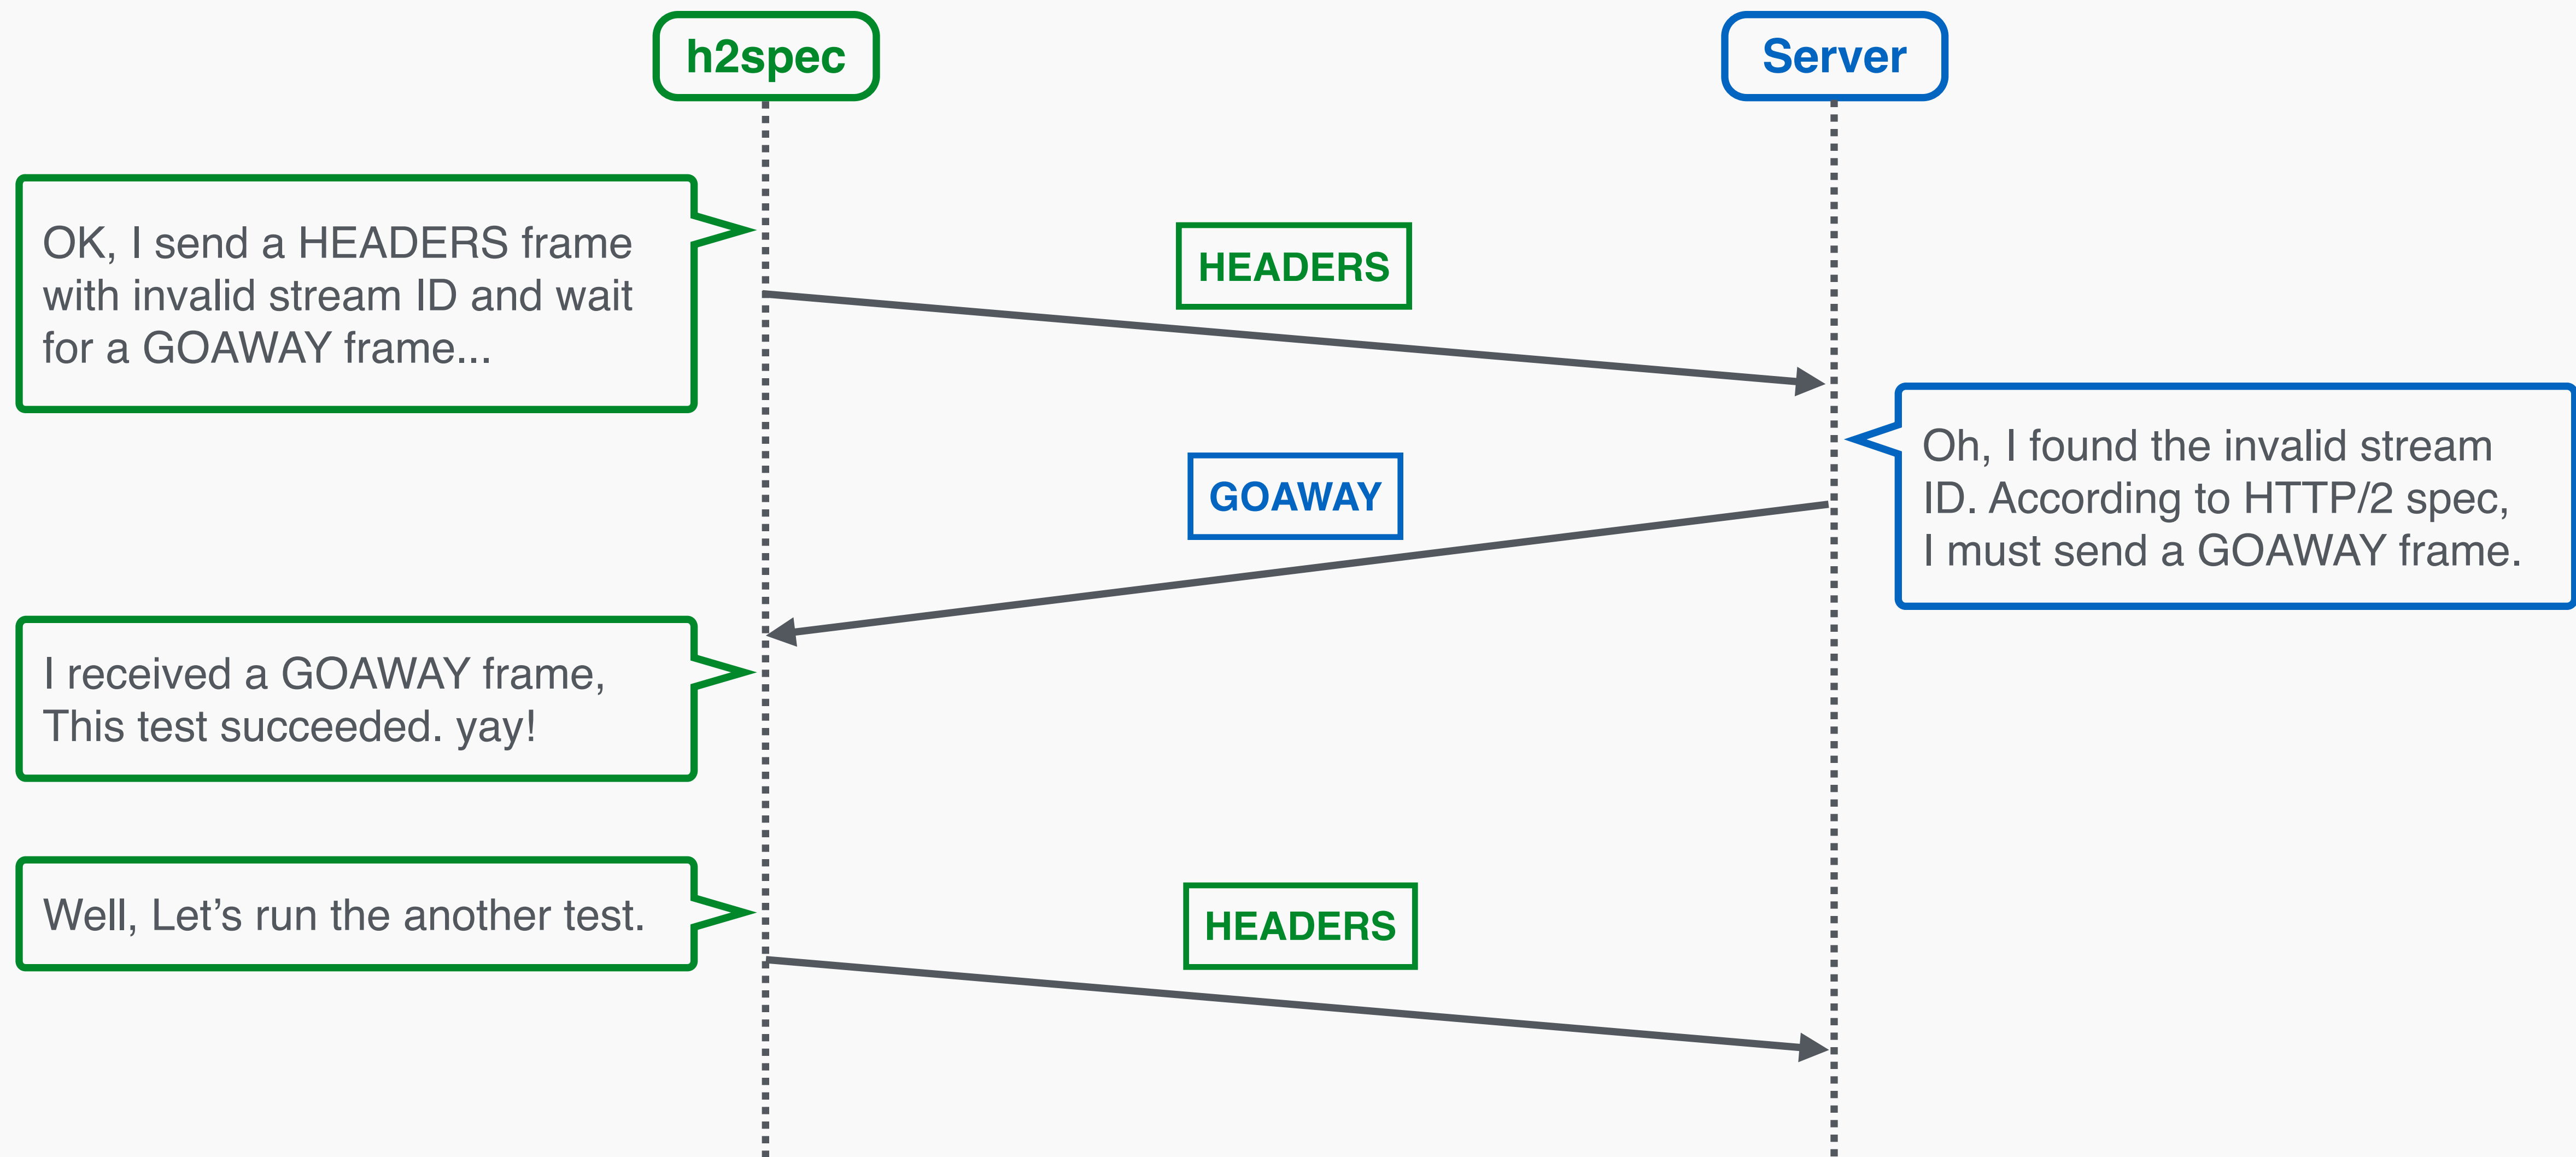 h2spec
Server
OK, I send a HEADERS frame
with invalid stream ID and wait
for a GOAWAY frame...
HEADERS
Oh, I found the invalid stream
ID. According to HTTP/2 spec,
I must send a GOAWAY frame.
GOAWAY
I received a GOAWAY frame,
This test succeeded. yay!
Well, Let’s run the another test.
HEADERS